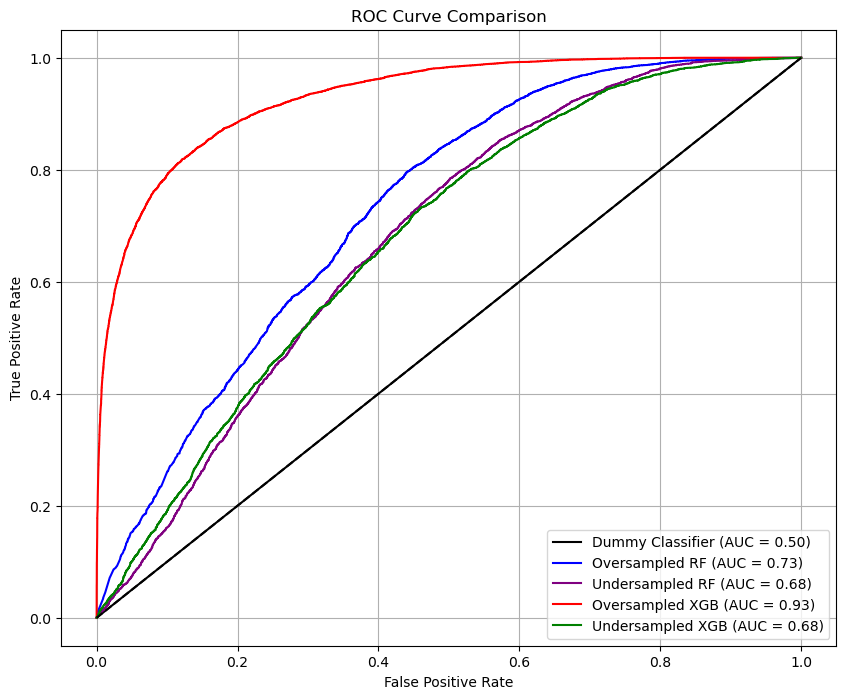 ROC Curve Comparison
1.0
0.8
0.6
0.4
0.2
0.0
True Positive Rate
0.0 0.2 0.4 0.6 0.8 1.0
False Positive Rate
Dummy Classifier (AUC = 0.50)
Oversampled RF (AUC = 0.73)
Undersampled RF (AUC = 0.68)
Oversampled XGB (AUC = 0.93)
Undersampled XGB (AUC = 0.68)